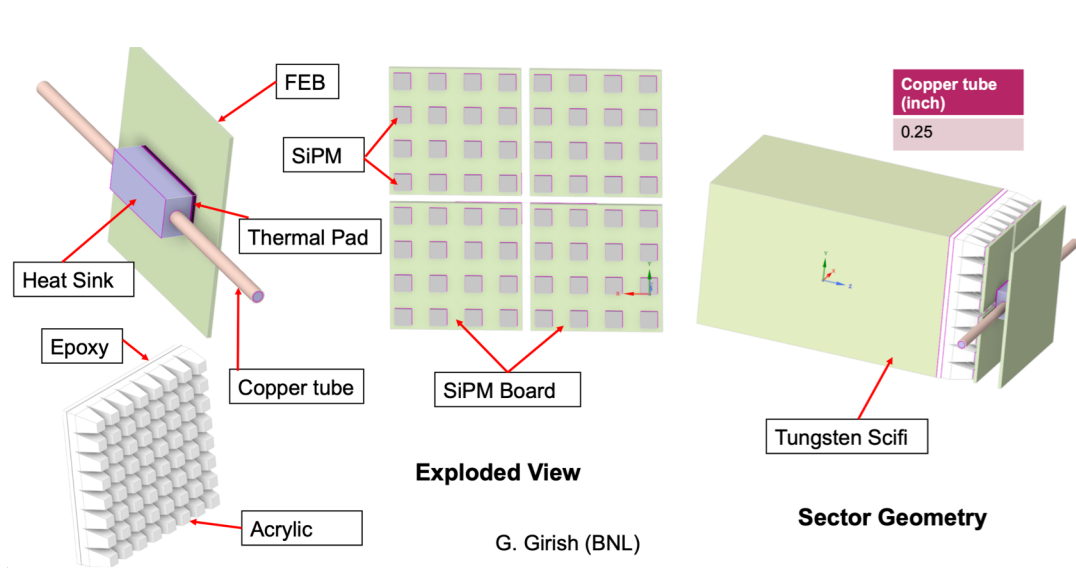 FEB
SiPM
Thermal Pad
Heat Sink
Epoxy
Copper tube
Acrylic
SiPM Board
Exploded View
G. Girish (BNL)
Copper tube
(inch)
0.25
Tungsten Scifi
Sector Geometry